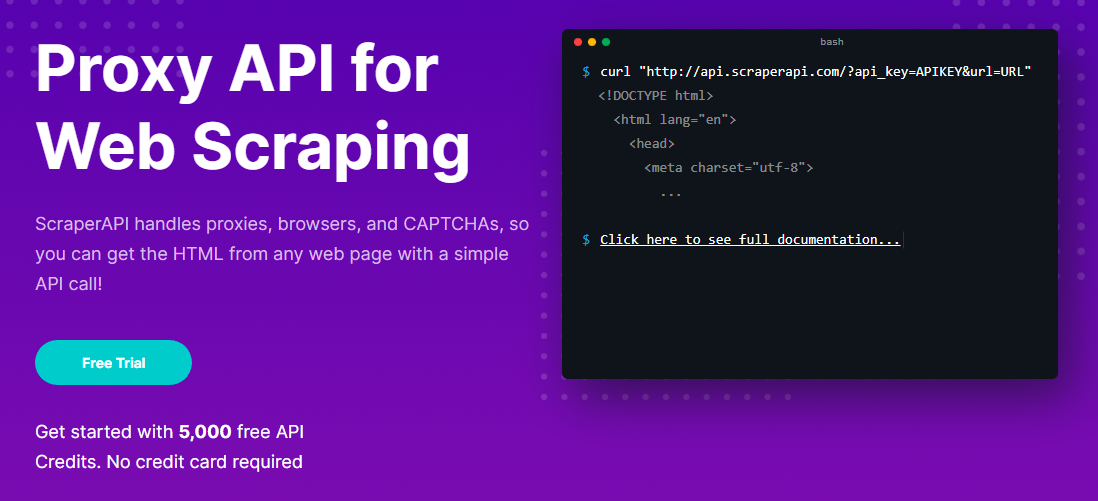 Proxy API for
Web Scraping
ScraperAPI handles proxies, browsers, and CAPTCHAs, so
you can get the HTML from any web page with a simple
API call!
Free Trial
Get started with 5,000 free API
Credits. No credit card required
bash
$ curl "http://api.scraperapi.com/?api_key=APIKEY&url=URL"
<!DOCTYPE html>
<html lang="en">
<head>
<meta charset="utf-8">
...
$ Click here to see full documentation...